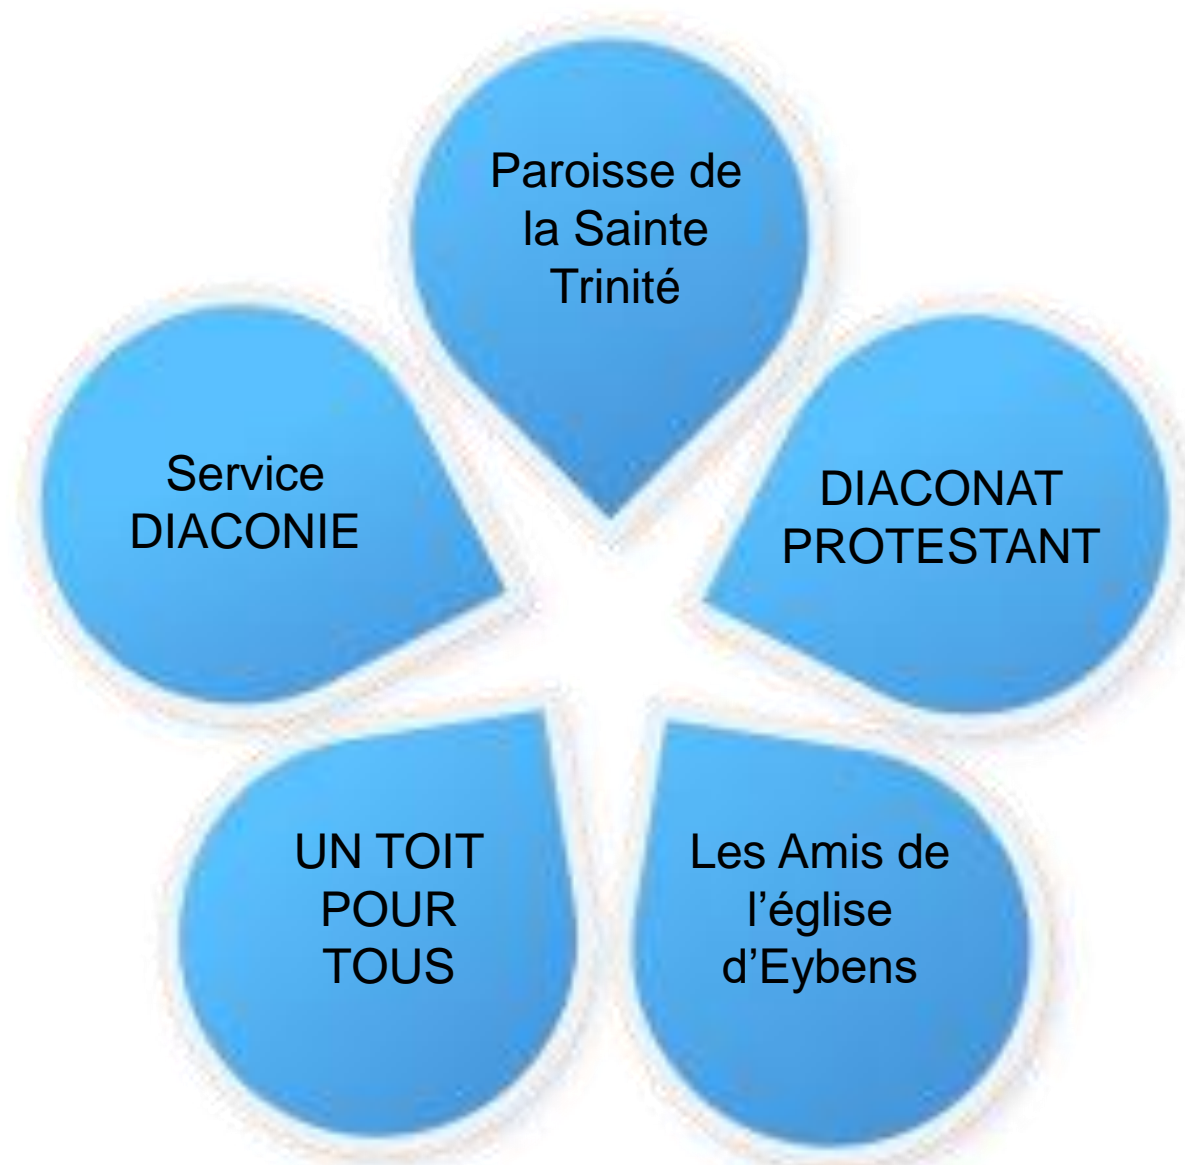 Paroisse de
la Sainte
Trinité
Service
DIACONIE
DIACONAT
PROTESTANT
UN TOIT
POUR
TOUS
Les Amis de
l’église
d’Eybens